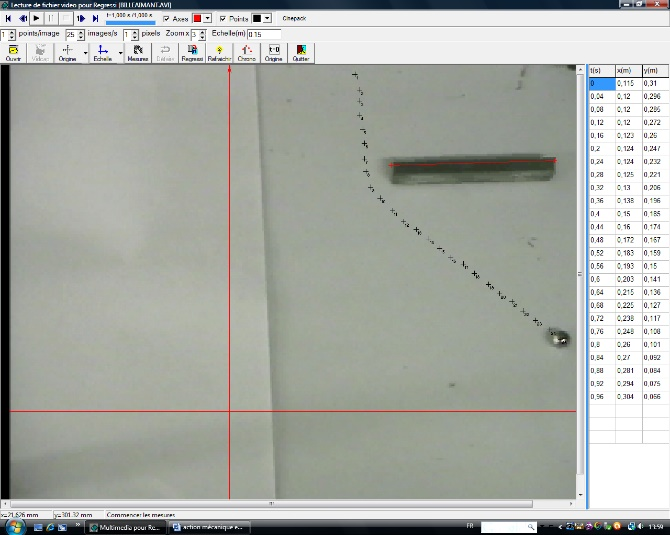 Lecture de fichier video pour Regressi [BILLEAIMANT.AVI]
t=1,000 s /1,000 s Axes Points Cinepack
1 points/image 25 images/s 1 pixels Zoom x 3 Echelle(m) 0.15
Ouvrir Origine Echelle Mesures Regressi Rafraichir Chrono Origine Quitter
t(s) x(m) y(m)
0 0,115 0,31
0,04 0,12 0,296
0,08 0,12 0,285
0,12 0,12 0,272
0,16 0,123 0,26
0,2 0,124 0,247
0,24 0,124 0,232
0,28 0,125 0,221
0,32 0,13 0,206
0,36 0,138 0,196
0,4 0,15 0,185
0,44 0,16 0,174
0,48 0,172 0,167
0,52 0,183 0,159
0,56 0,193 0,15
0,6 0,203 0,141
0,64 0,215 0,136
0,68 0,225 0,127
0,72 0,238 0,117
0,76 0,248 0,108
0,8 0,26 0,101
0,84 0,27 0,092
0,88 0,281 0,084
0,92 0,294 0,075
0,96 0,304 0,066
x=21,626 mm y=301.32 mm Commencer les mesures
Multimedia pour Re... action mécanique e... FR 13:59